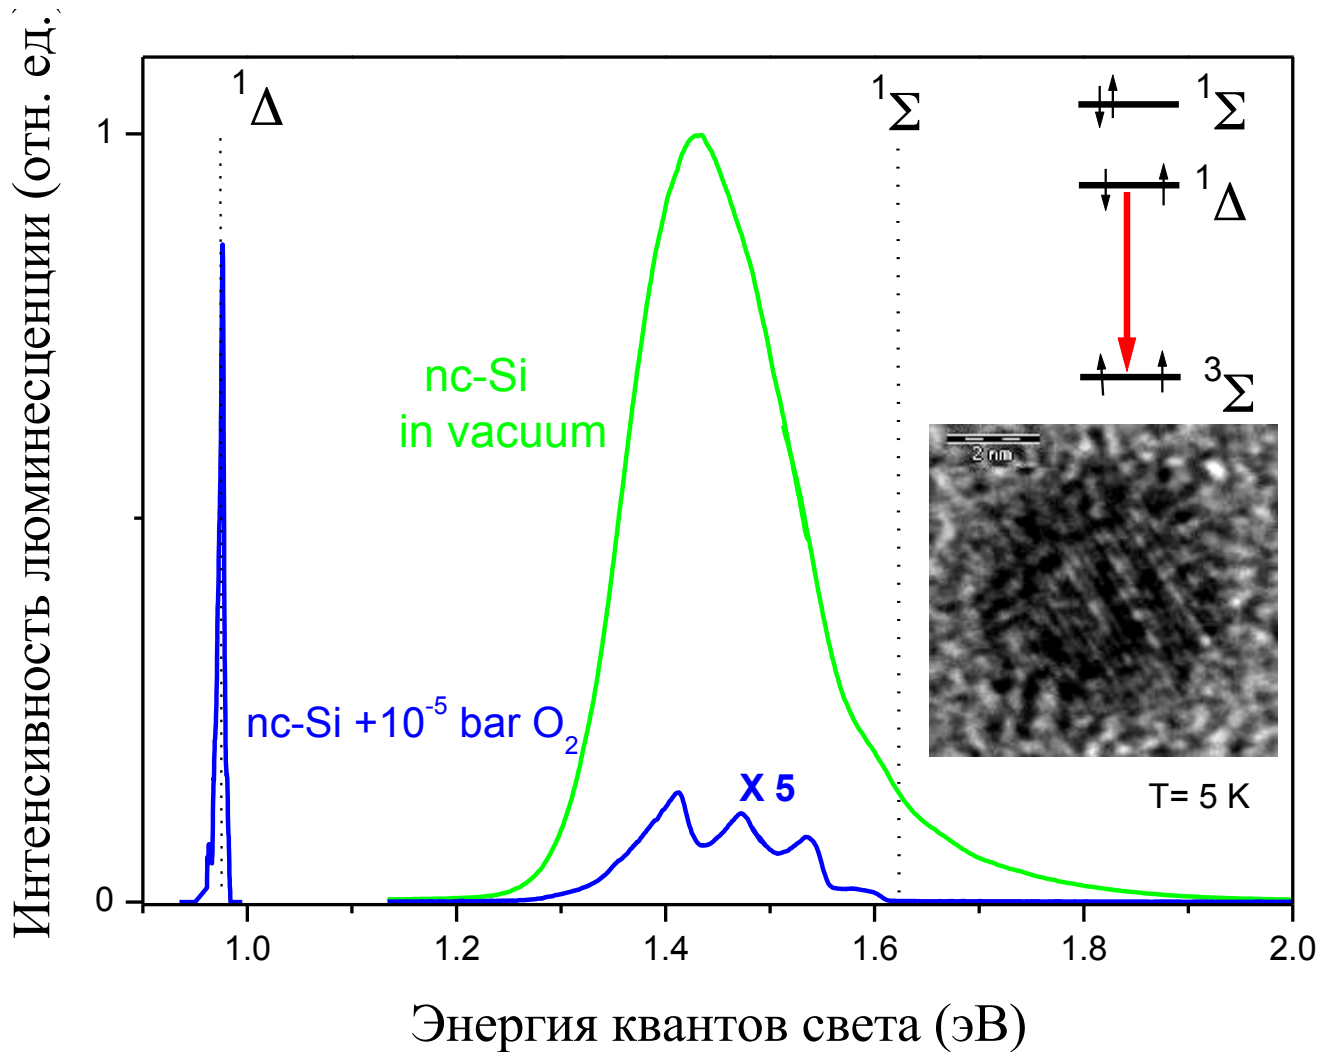 Интенсивность люминесценции (отн. ед.)
1
0
¹Δ
¹Σ
¹Σ
¹Δ
³Σ
nc-Si
in vacuum
2 nm
nc-Si +10⁻⁵ bar O₂
X 5
T= 5 K
1.0 1.2 1.4 1.6 1.8 2.0
Энергия квантов света (эВ)